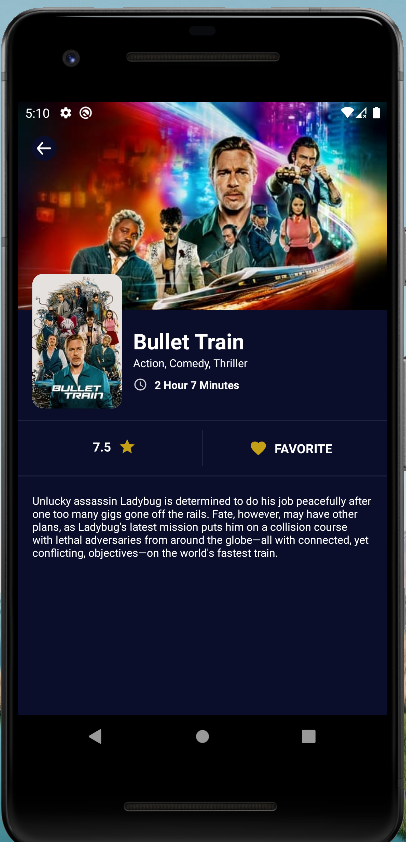 5:10
BULLET
TRAIN
Bullet Train
Action, Comedy, Thriller
2 Hour 7 Minutes
7.5
FAVORITE
Unlucky assassin Ladybug is determined to do his job peacefully after
one too many gigs gone off the rails. Fate, however, may have other
plans, as Ladybug's latest mission puts him on a collision course
with lethal adversaries from around the globe—all with connected, yet
conflicting, objectives—on the world's fastest train.